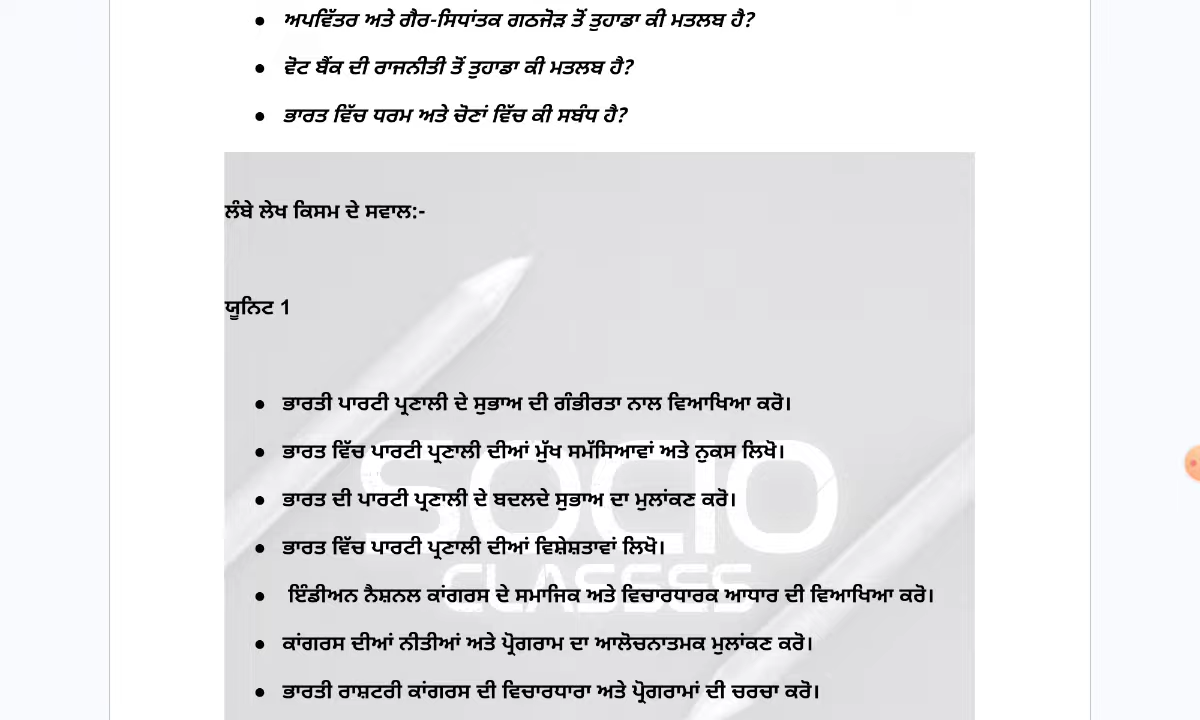 ● ਅਪਵਿੱਤਰ ਅਤੇ ਗੈਰ-ਸਿਧਾਂਤਕ ਗਠਜੋੜ ਤੋਂ ਤੁਹਾਡਾ ਕੀ ਮਤਲਬ ਹੈ?
● ਵੋਟ ਬੈਂਕ ਦੀ ਰਾਜਨੀਤੀ ਤੋਂ ਤੁਹਾਡਾ ਕੀ ਮਤਲਬ ਹੈ?
● ਭਾਰਤ ਵਿੱਚ ਧਰਮ ਅਤੇ ਚੋਣਾਂ ਵਿੱਚ ਕੀ ਸਬੰਧ ਹੈ?
ਲੰਬੇ ਲੇਖ ਕਿਸਮ ਦੇ ਸਵਾਲ:-
ਯੂਨਿਟ 1
● ਭਾਰਤੀ ਪਾਰਟੀ ਪ੍ਰਣਾਲੀ ਦੇ ਸੁਭਾਅ ਦੀ ਗੰਭੀਰਤਾ ਨਾਲ ਵਿਆਖਿਆ ਕਰੋ।
● ਭਾਰਤ ਵਿੱਚ ਪਾਰਟੀ ਪ੍ਰਣਾਲੀ ਦੀਆਂ ਮੁੱਖ ਸਮੱਸਿਆਵਾਂ ਅਤੇ ਨੁਕਸ ਲਿਖੋ।
● ਭਾਰਤ ਦੀ ਪਾਰਟੀ ਪ੍ਰਣਾਲੀ ਦੇ ਬਦਲਦੇ ਸੁਭਾਅ ਦਾ ਮੁਲਾਂਕਣ ਕਰੋ।
● ਭਾਰਤ ਵਿੱਚ ਪਾਰਟੀ ਪ੍ਰਣਾਲੀ ਦੀਆਂ ਵਿਸ਼ੇਸ਼ਤਾਵਾਂ ਲਿਖੋ।
● ਇੰਡੀਅਨ ਨੈਸ਼ਨਲ ਕਾਂਗਰਸ ਦੇ ਸਮਾਜਿਕ ਅਤੇ ਵਿਚਾਰਧਾਰਕ ਆਧਾਰ ਦੀ ਵਿਆਖਿਆ ਕਰੋ।
● ਕਾਂਗਰਸ ਦੀਆਂ ਨੀਤੀਆਂ ਅਤੇ ਪ੍ਰੋਗਰਾਮ ਦਾ ਆਲੋਚਨਾਤਮਕ ਮੁਲਾਂਕਣ ਕਰੋ।
● ਭਾਰਤੀ ਰਾਸ਼ਟਰੀ ਕਾਂਗਰਸ ਦੀ ਵਿਚਾਰਧਾਰਾ ਅਤੇ ਪ੍ਰੋਗਰਾਮਾਂ ਦੀ ਚਰਚਾ ਕਰੋ।
SOCIO
CLASSES